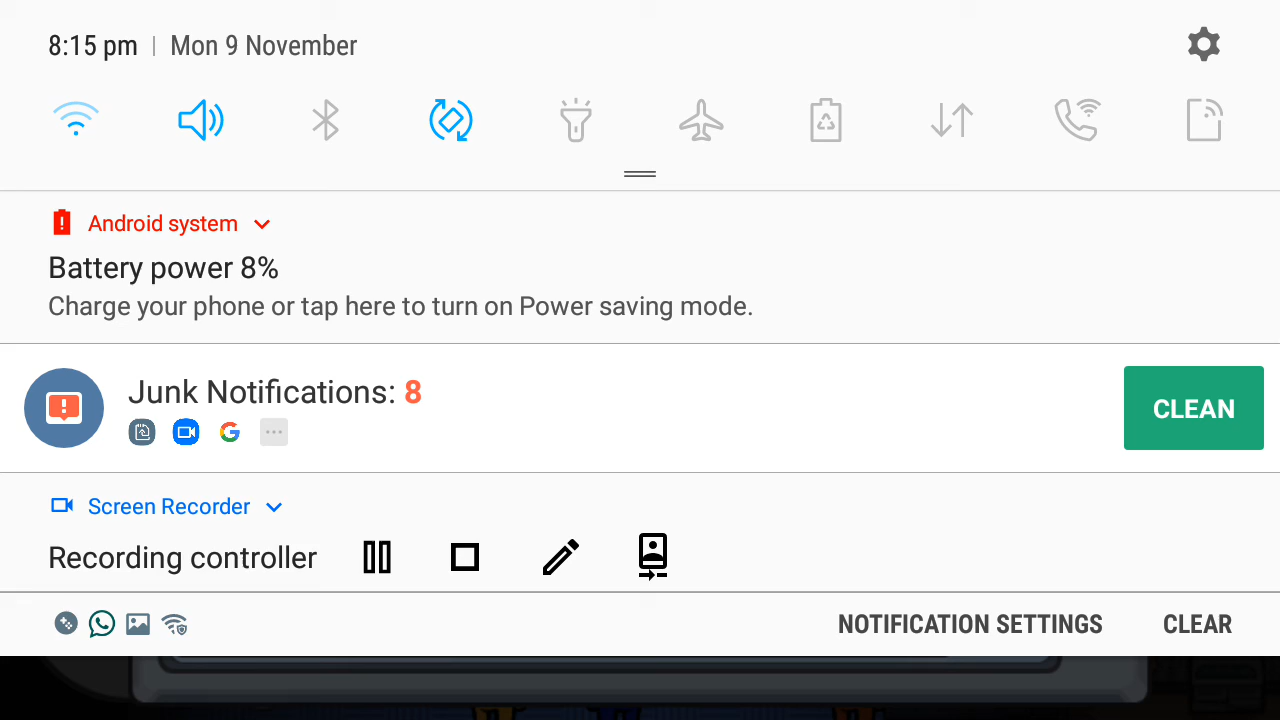 8:15 pm | Mon 9 November
Android system
Battery power 8%
Charge your phone or tap here to turn on Power saving mode.
Junk Notifications: 8
CLEAN
Screen Recorder
Recording controller
NOTIFICATION SETTINGS CLEAR